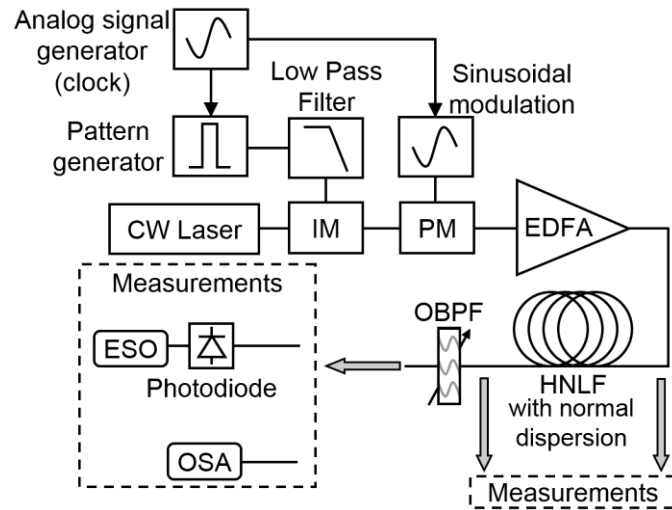 Analog signal
generator
(clock)
Low Pass
Filter
Sinusoidal
modulation
Pattern
generator
CW Laser
IM
PM
EDFA
Measurements
OBPF
ESO
Photodiode
HNLF
with normal
dispersion
OSA
Measurements